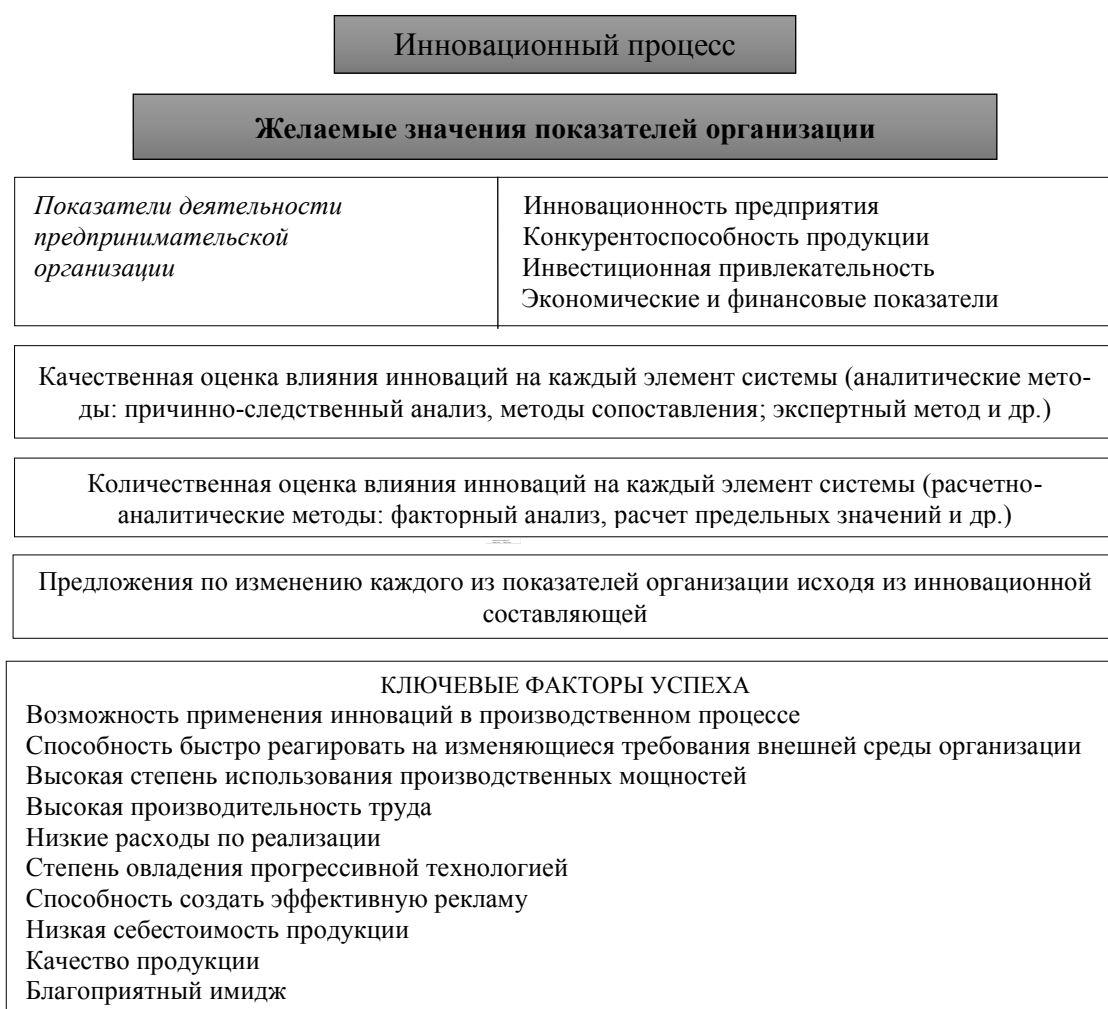 Инновационный процесс
Желаемые значения показателей организации
Показатели деятельности
предпринимательской
организации
Инновационность предприятия
Конкурентоспособность продукции
Инвестиционная привлекательность
Экономические и финансовые показатели
Качественная оценка влияния инноваций на каждый элемент системы (аналитические мето-
ды: причинно-следственный анализ, методы сопоставления; экспертный метод и др.)
Количественная оценка влияния инноваций на каждый элемент системы (расчетно-
аналитические методы: факторный анализ, расчет предельных значений и др.)
Предложения по изменению каждого из показателей организации исходя из инновационной
составляющей
КЛЮЧЕВЫЕ ФАКТОРЫ УСПЕХА
Возможность применения инноваций в производственном процессе
Способность быстро реагировать на изменяющиеся требования внешней среды организации
Высокая степень использования производственных мощностей
Высокая производительность труда
Низкие расходы по реализации
Степень овладения прогрессивной технологией
Способность создать эффективную рекламу
Низкая себестоимость продукции
Качество продукции
Благоприятный имидж